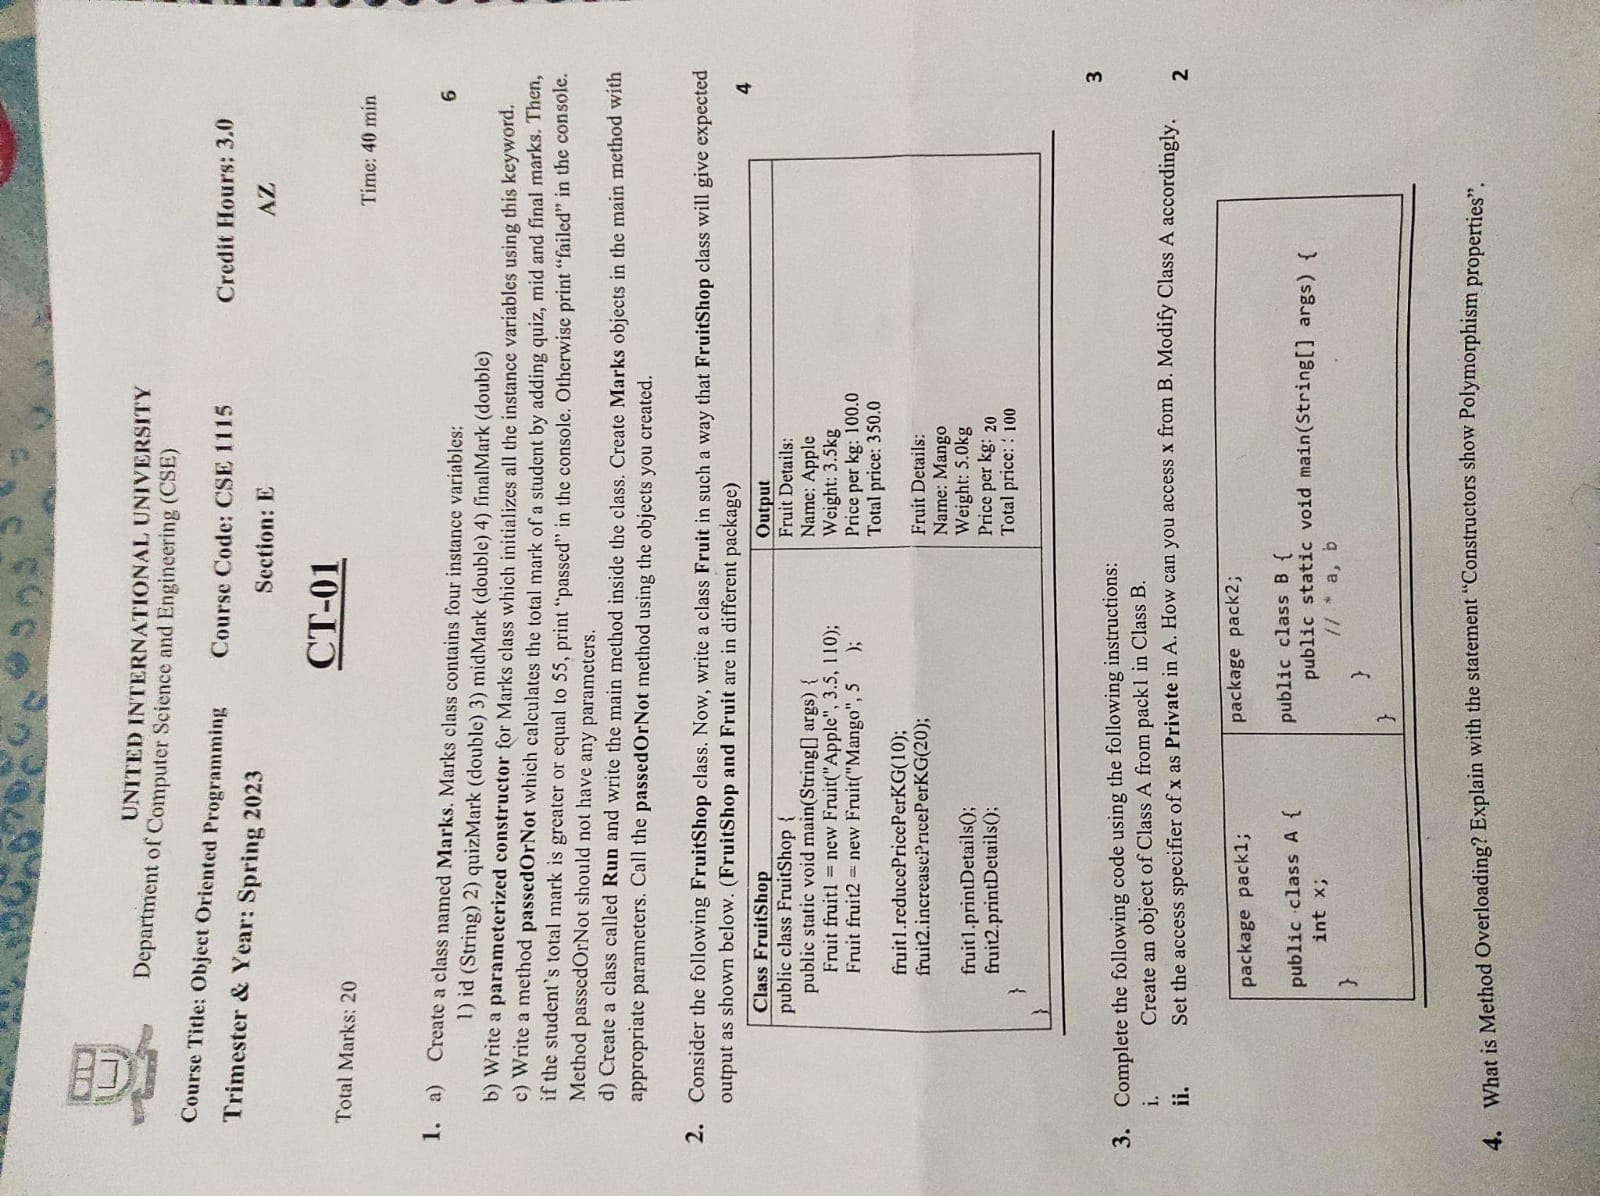 UNITED INTERNATIONAL UNIVERSITY
Department of Computer Science and Engineering (CSE)
Course Title: Object Oriented Programming Course Code: CSE 1115 Credit Hours: 3.0
Trimester & Year: Spring 2023 Section: E AZ
CT-01
Total Marks: 20
Time: 40 min
1. a) Create a class named Marks. Marks class contains four instance variables: 6
1) id (String) 2) quizMark (double) 3) midMark (double) 4) finalMark (double)
b) Write a parameterized constructor for Marks class which initializes all the instance variables using this keyword.
c) Write a method passedOrNot which calculates the total mark of a student by adding quiz, mid and final marks. Then,
if the student's total mark is greater or equal to 55, print “passed” in the console. Otherwise print “failed” in the console.
Method passedOrNot should not have any parameters.
d) Create a class called Run and write the main method inside the class. Create Marks objects in the main method with
appropriate parameters. Call the passedOrNot method using the objects you created.
2. Consider the following FruitShop class. Now, write a class Fruit in such a way that FruitShop class will give expected
output as shown below. (FruitShop and Fruit are in different package) 4
Class FruitShop
public class FruitShop {
public static void main(String[] args) {
Fruit fruit1 = new Fruit("Apple", 3.5, 110);
Fruit fruit2 = new Fruit("Mango", 5 );
fruit1.reducePricePerKG(10);
fruit2.increasePricePerKG(20);
fruit1.printDetails();
fruit2.printDetails();
}
}
Output
Fruit Details:
Name: Apple
Weight: 3.5kg
Price per kg: 100.0
Total price: 350.0
Fruit Details:
Name: Mango
Weight: 5.0kg
Price per kg: 20
Total price: : 100
3. Complete the following code using the following instructions: 3
i. Create an object of Class A from pack1 in Class B.
ii. Set the access specifier of x as Private in A. How can you access x from B. Modify Class A accordingly. 2
package pack1;
public class A {
int x;
}
package pack2;
public class B {
public static void main(String[] args) {
// * a, b
}
}
4. What is Method Overloading? Explain with the statement “Constructors show Polymorphism properties”.